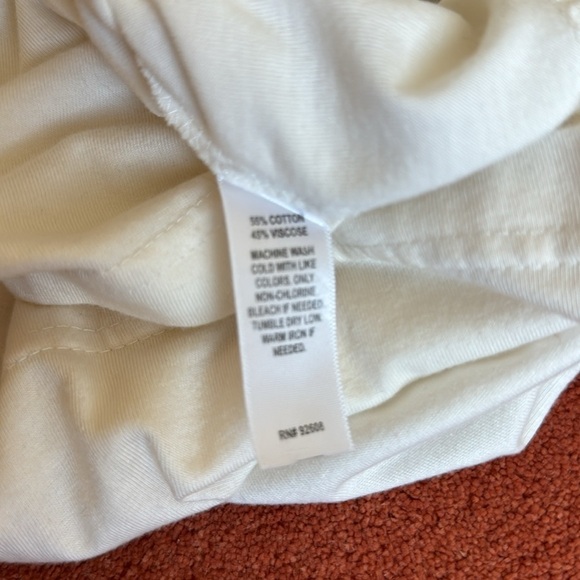 55% COTTON
45% VISCOSE
MACHINE WASH
COLD WITH LIKE
COLORS. ONLY
NON-CHLORINE
BLEACH IF NEEDED.
TUMBLE DRY LOW.
WARM IRON IF
NEEDED.
RN# 92608